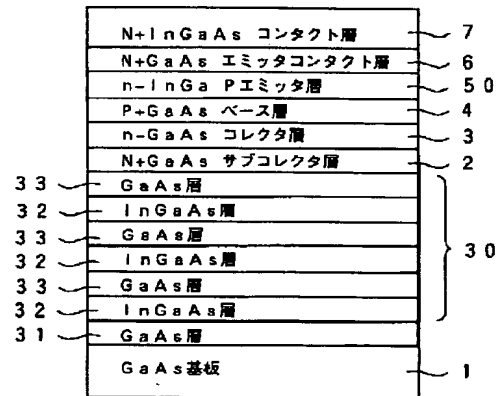 N+InGaAs コンタクト層 7
N+GaAs エミッタコンタクト層 6
n-InGa Pエミッタ層 50
P+GaAs ベース層 4
n-GaAs コレクタ層 3
N+GaAs サブコレクタ層 2
33 GaAs層
32 InGaAs層
33 GaAs層
30
32 InGaAs層
33 GaAs層
32 InGaAs層
31 GaAs層
GaAs基板 1